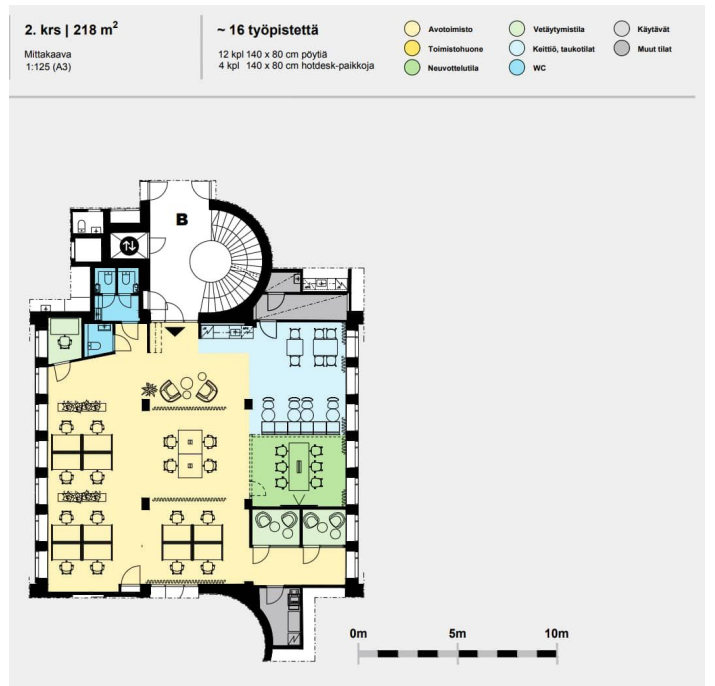 2. krs | 218 m²
Mittakaava
1:125 (A3)
~ 16 työpistettä
12 kpl 140 x 80 cm pöytiä
4 kpl 140 x 80 cm hotdesk-paikkoja
Avotoimisto
Toimistohuone
Neuvottelutila
Vetäytymistila
Keittiö, taukotilat
WC
Käytävät
Muut tilat
B
0m 5m 10m